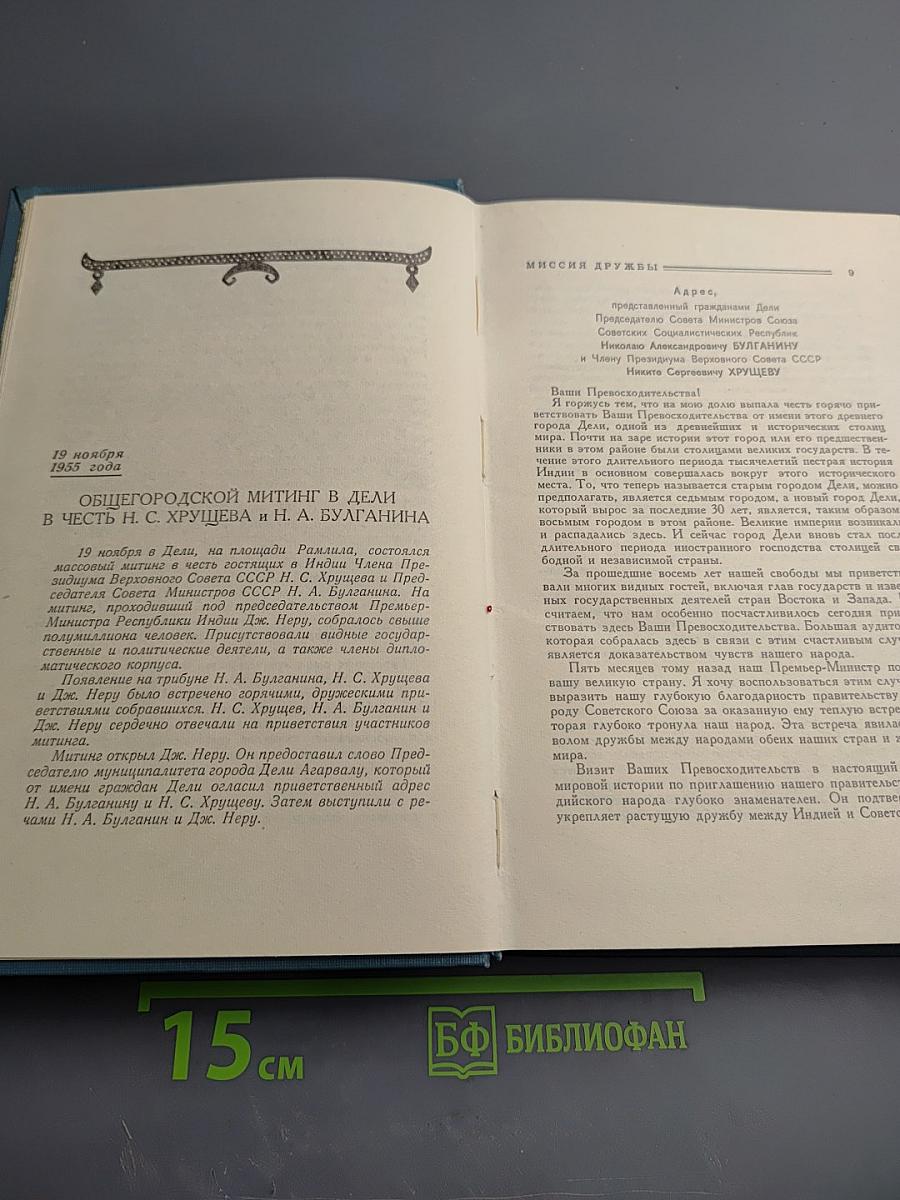 19 ноября
1955 года
ОБЩЕГОРОДСКОЙ МИТИНГ В ДЕЛИ
В ЧЕСТЬ Н. С. ХРУЩЕВА и Н. А. БУЛГАНИНА
19 ноября в Дели, на площади Рамлила, состоялся
массовый митинг в честь гостящих в Индии Члена Пре-
зидиума Верховного Совета СССР Н. С. Хрущева и Пред-
седателя Совета Министров СССР Н. А. Булганина. На
митинг, проходивший под председательством Премьер-
Министра Республики Индии Дж. Неру, собралось свыше
полумиллиона человек. Присутствовали видные государ-
ственные и политические деятели, а также члены дипло-
матического корпуса.
Появление на трибуне Н. А. Булганина, Н. С. Хрущева
и Дж. Неру было встречено горячими, дружескими при-
ветствиями собравшихся. Н. С. Хрущев, Н. А. Булганин и
Дж. Неру сердечно отвечали на приветствия участников
митинга.
Митинг открыл Дж. Неру. Он предоставил слово Пред-
седателю муниципалитета города Дели Агарвалу, который
от имени граждан Дели огласил приветственный адрес
Н. А. Булганину и Н. С. Хрущеву. Затем выступили с ре-
чами Н. А. Булганин и Дж. Неру.
МИССИЯ ДРУЖБЫ 9
Адрес,
представленный гражданами Дели
Председателю Совета Министров Союза
Советских Социалистических Республик
Николаю Александровичу БУЛГАНИНУ
и Члену Президиума Верховного Совета СССР
Никите Сергеевичу ХРУЩЕВУ
Ваши Превосходительства!
Я горжусь тем, что на мою долю выпала честь горячо при-
ветствовать Ваши Превосходительства от имени этого древнего
города Дели, одной из древнейших и исторических столиц
мира. Почти на заре истории этот город или его предшествен-
ники в этом районе были столицами великих государств. В те-
чение этого длительного периода тысячелетий пестрая история
Индии в основном совершалась вокруг этого исторического
места. То, что теперь называется старым городом Дели, можно
предполагать, является седьмым городом, а новый город Дели,
который вырос за последние 30 лет, является, таким образом
восьмым городом в этом районе. Великие империи возникали
и распадались здесь. И сейчас город Дели вновь стал посл
длительного периода иностранного господства столицей св
бодной и независимой страны.
За прошедшие восемь лет нашей свободы мы приветств
вали многих видных гостей, включая глав государств и изве
ных государственных деятелей стран Востока и Запада.
считаем, что нам особенно посчастливилось сегодня при
ствовать здесь Ваши Превосходительства. Большая аудито
которая собралась здесь в связи с этим счастливым случ
является доказательством чувств нашего народа.
Пять месяцев тому назад наш Премьер-Министр по
вашу великую страну. Я хочу воспользоваться этим случ
выразить нашу глубокую благодарность правительству
роду Советского Союза за оказанную ему теплую встре
торая глубоко тронула наш народ. Эта встреча явилас
волом дружбы между народами обеих наших стран и
мира.
Визит Ваших Превосходительств в настоящий
мировой истории по приглашению нашего правительс
дийского народа глубоко знаменателен. Он подтве
укрепляет растущую дружбу между Индией и Советс
15 см
БФ БИБЛИОФАН